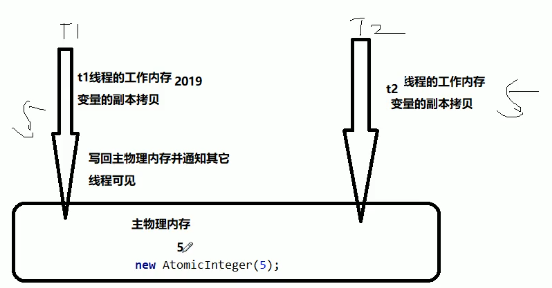 T1
T2
t1线程的工作内存 2019
变量的副本拷贝
t2 线程的工作内存
变量的副本拷贝
5
5
写回主物理内存并通知其它
线程可见
主物理内存
5
new AtomicInteger(5);